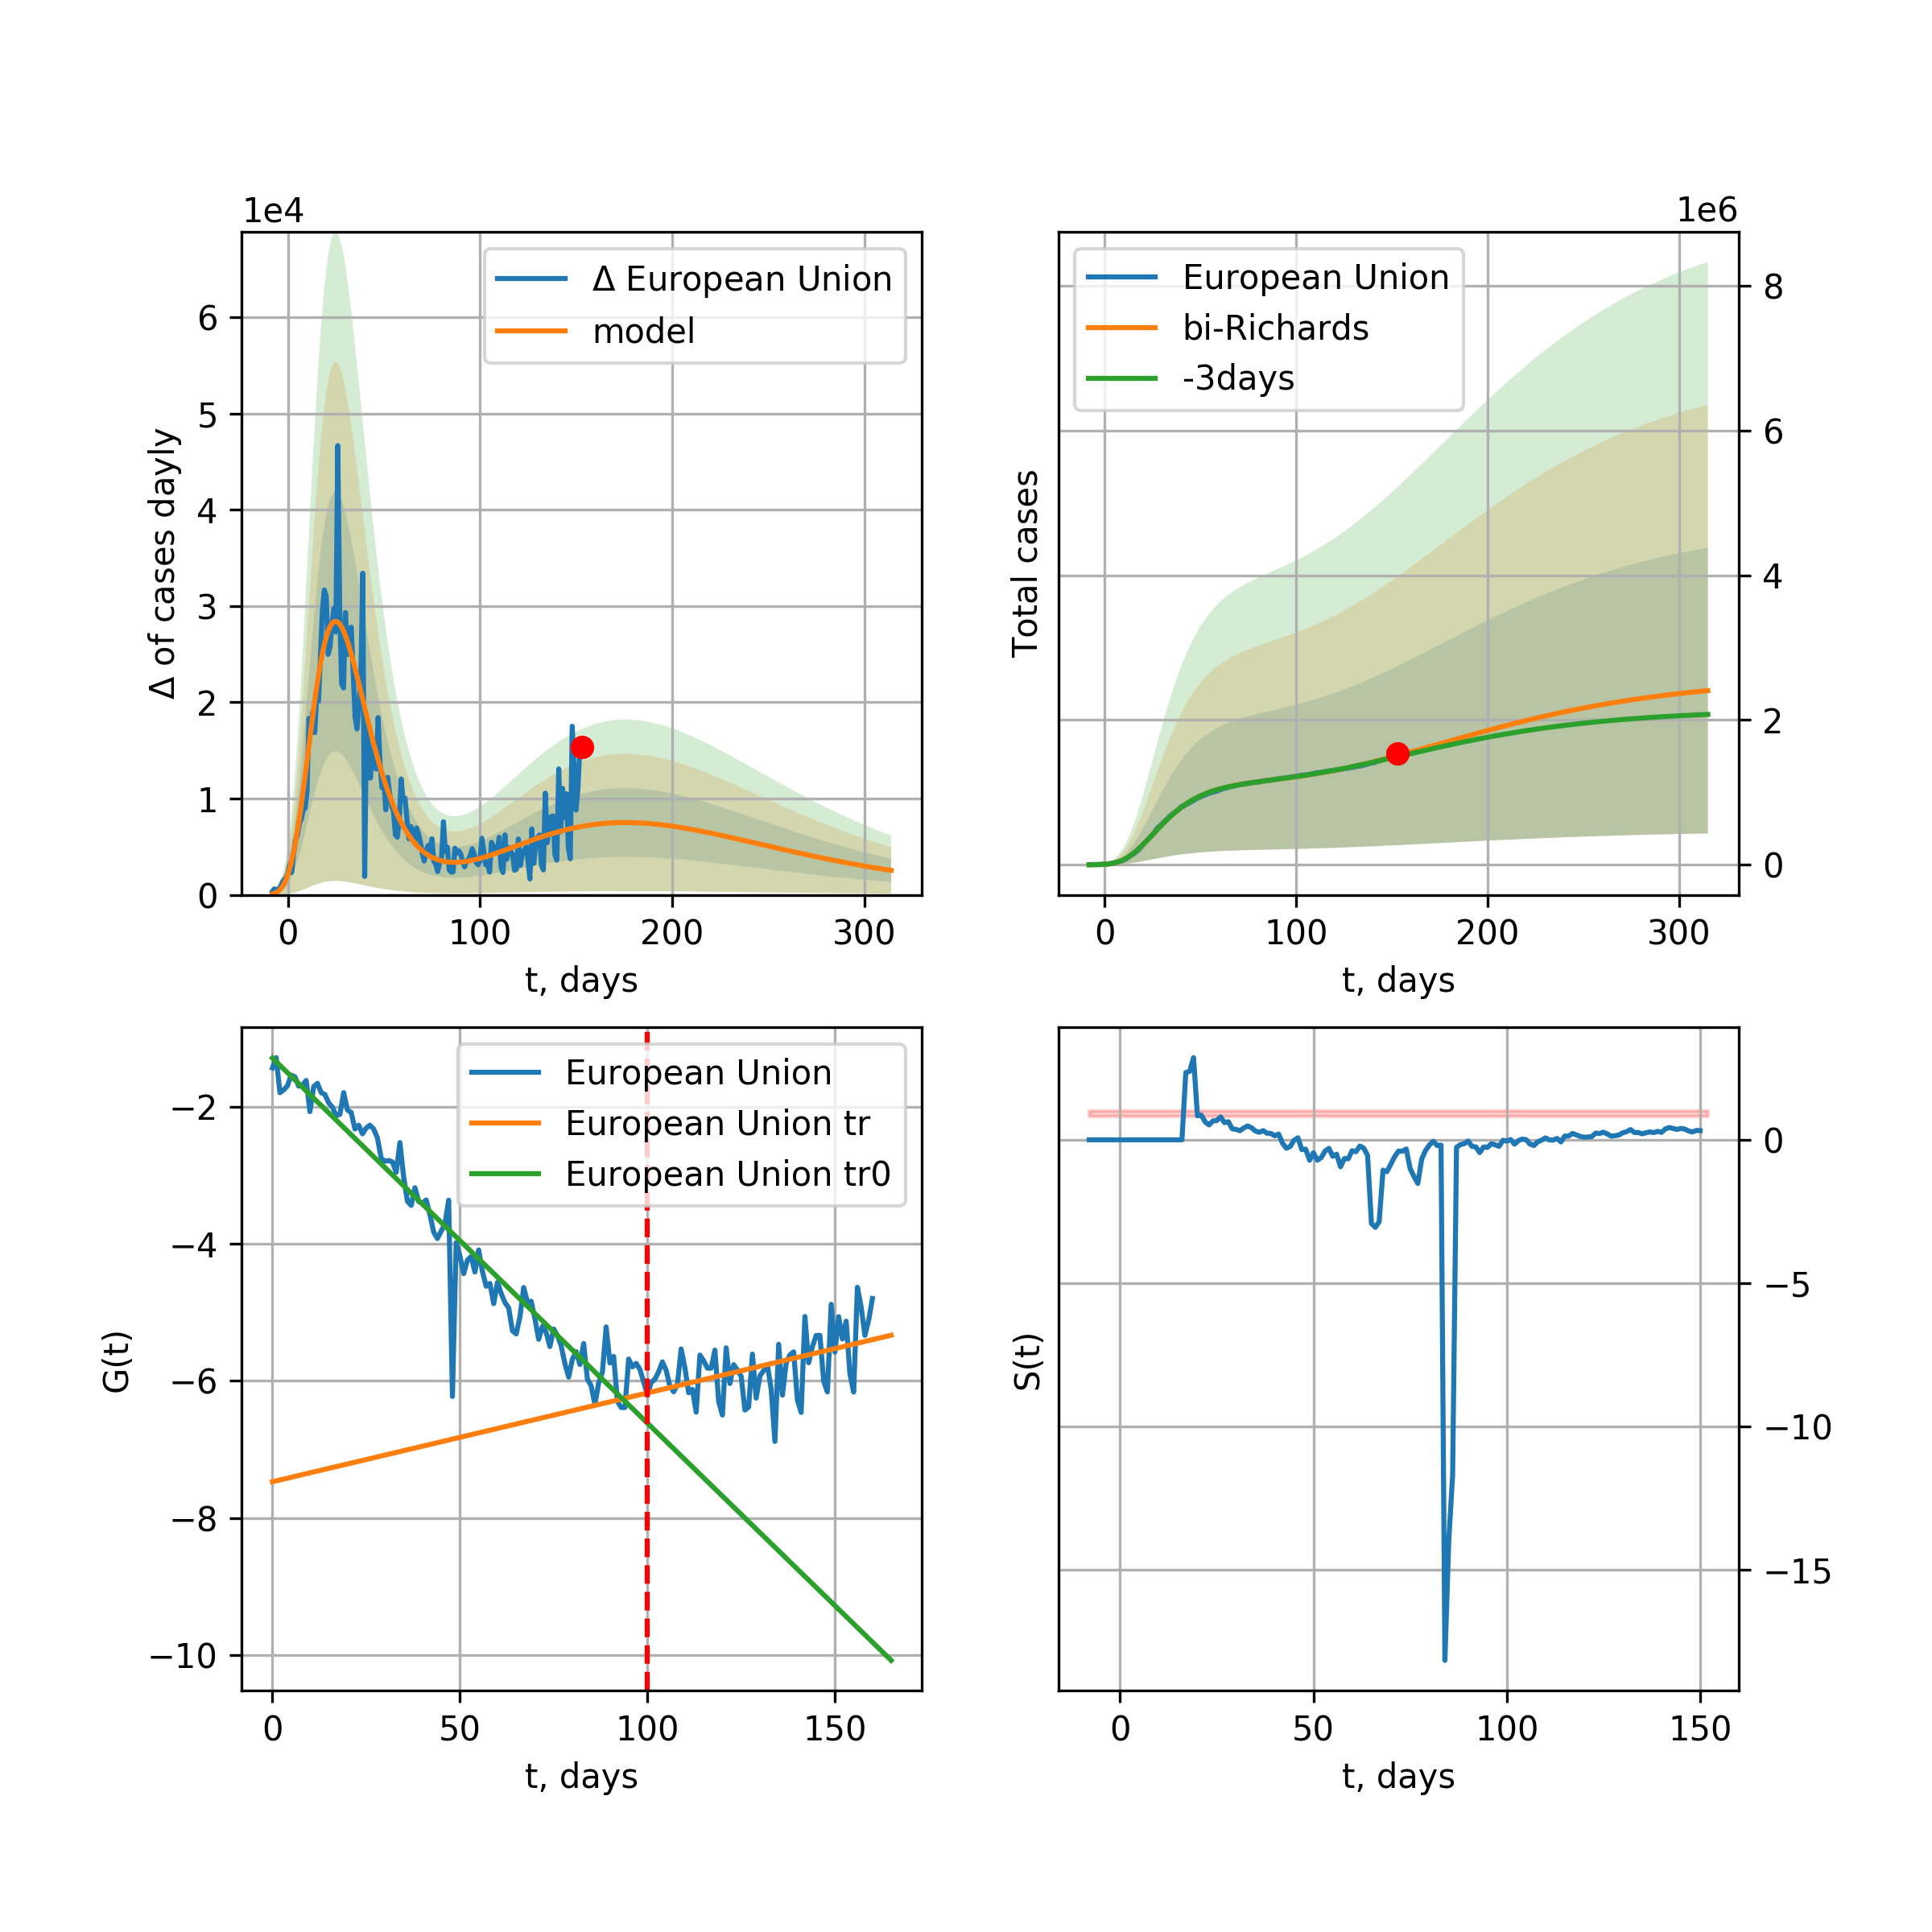 1e4
Δ European Union
model
6
5
4
3
2
1
0
Δ of cases dayly
0
100
200
300
t, days
1e6
European Union
bi-Richards
-3days
8
6
4
2
0
Total cases
0
100
200
300
t, days
European Union
European Union tr
European Union tr0
−2
−4
−6
−8
−10
G(t)
0
50
100
150
t, days
0
−5
−10
−15
S(t)
0
50
100
150
t, days